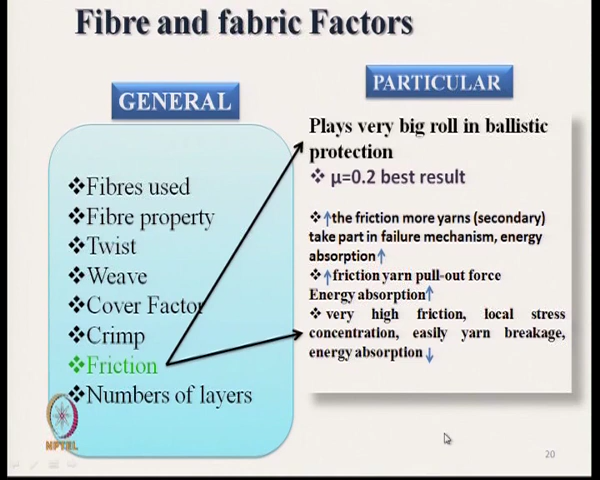 Fibre and fabric Factors
GENERAL
❖Fibres used
❖Fibre property
❖Twist
❖Weave
❖Cover Factor
❖Crimp
❖Friction
❖Numbers of layers
PARTICULAR
Plays very big roll in ballistic
protection
❖ μ=0.2 best result
❖↑the friction more yarns (secondary)
take part in failure mechanism, energy
absorption↑
❖↑friction yarn pull-out force
Energy absorption↑
❖ very high friction, local stress
concentration, easily yarn breakage,
energy absorption↓
NPTEL
20